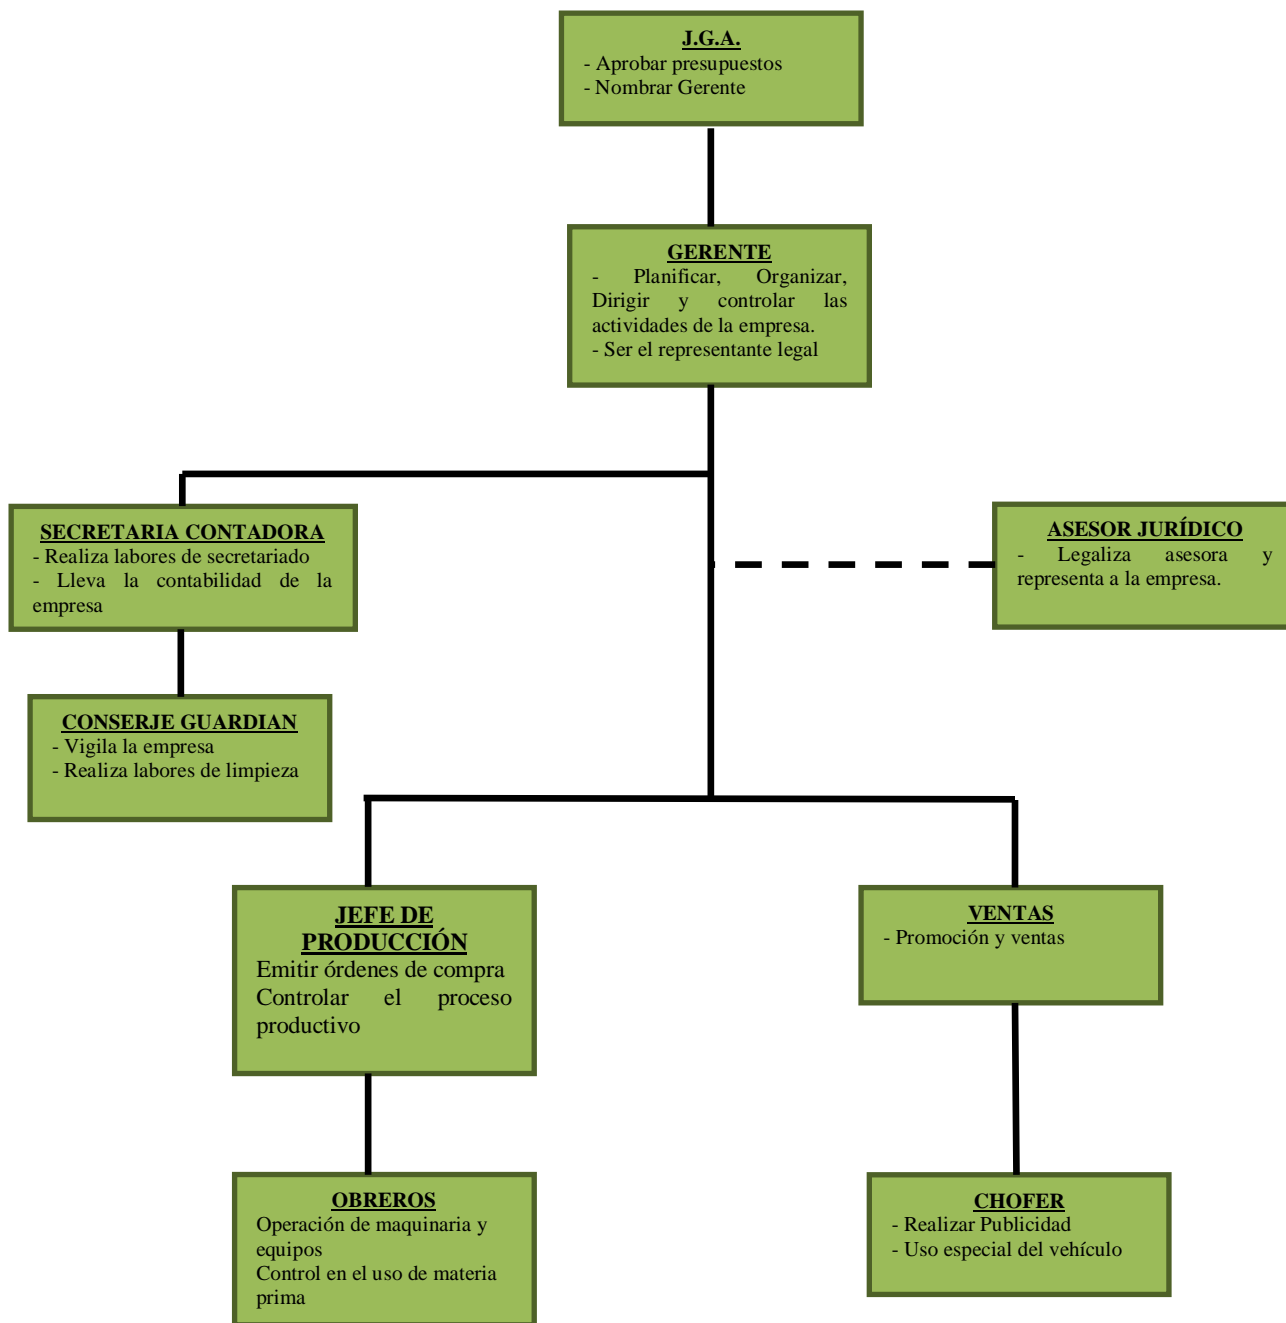 J.G.A.
- Aprobar presupuestos
- Nombrar Gerente
GERENTE
- Planificar, Organizar,
Dirigir y controlar las
actividades de la empresa.
- Ser el representante legal
SECRETARIA CONTADORA
- Realiza labores de secretariado
- Lleva la contabilidad de la
empresa
ASESOR JURÍDICO
- Legaliza asesora y
representa a la empresa.
CONSERJE GUARDIAN
- Vigila la empresa
- Realiza labores de limpieza
JEFE DE
PRODUCCIÓN
Emitir órdenes de compra
Controlar el proceso
productivo
VENTAS
- Promoción y ventas
OBREROS
Operación de maquinaria y
equipos
Control en el uso de materia
prima
CHOFER
- Realizar Publicidad
- Uso especial del vehículo